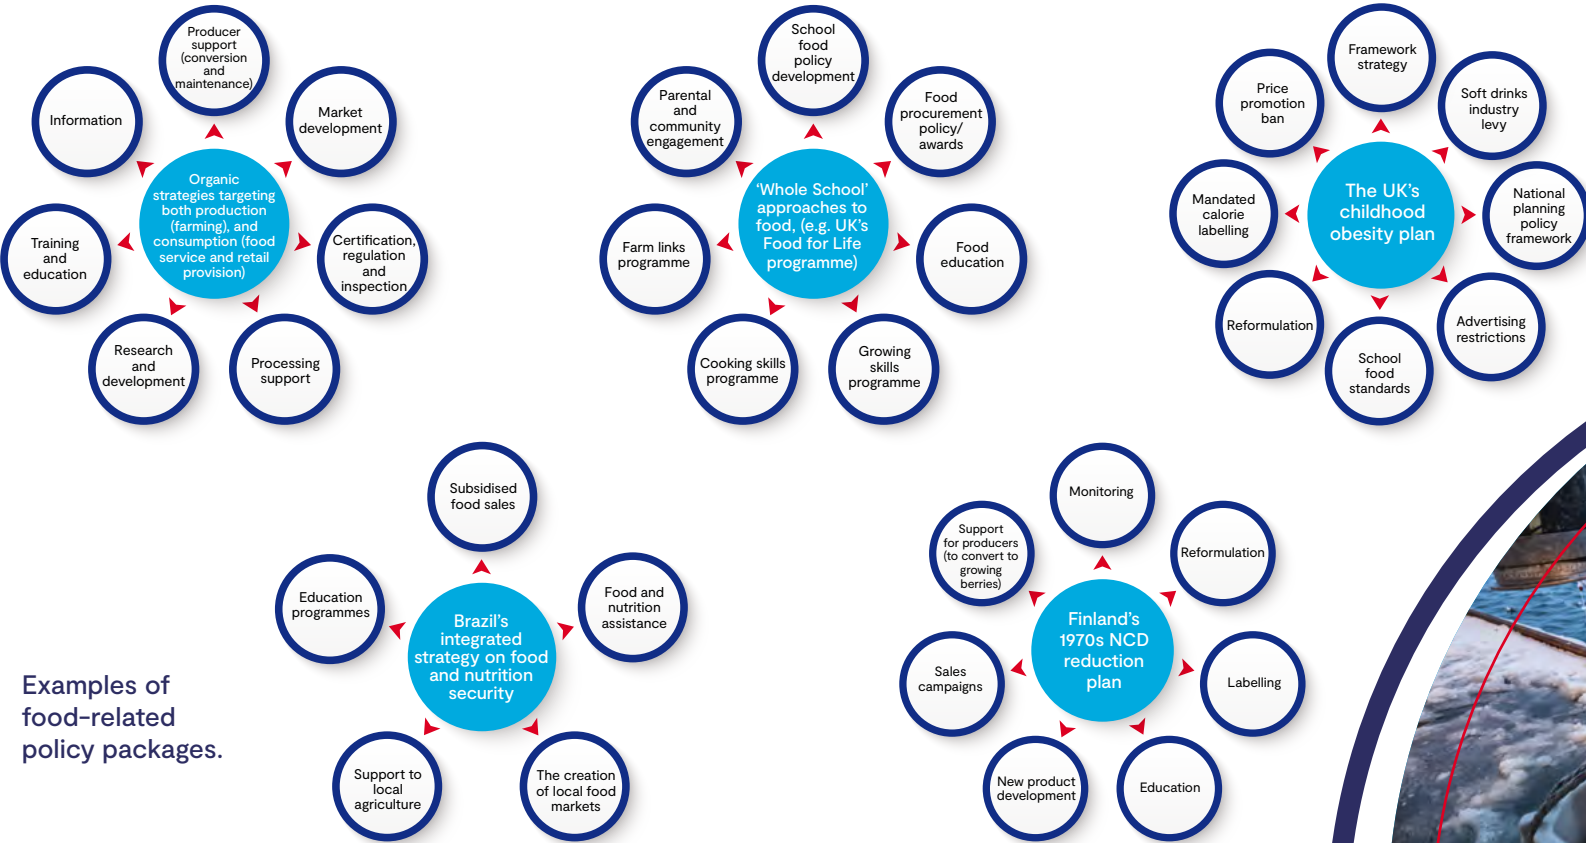 Producer
support
(conversion
and
maintenance)
Market
development
Certification,
regulation
and
inspection
Processing
support
Research
and
development
Training
and
education
Information
Organic
strategies targeting
both production
(farming), and
consumption (food
service and retail
provision)
School
food
policy
development
Food
procurement
policy/
awards
Food
education
Growing
skills
programme
Cooking skills
programme
Farm links
programme
Parental
and
community
engagement
‘Whole School’
approaches to
food, (e.g. UK’s
Food for Life
programme)
Framework
strategy
Soft drinks
industry
levy
National
planning
policy
framework
Advertising
restrictions
School
food
standards
Reformulation
Mandated
calorie
labelling
Price
promotion
ban
The UK’s
childhood
obesity plan
Subsidised
food sales
Food and
nutrition
assistance
The creation
of local food
markets
Support to
local
agriculture
Education
programmes
Brazil’s
integrated
strategy on food
and nutrition
security
Monitoring
Reformulation
Labelling
Education
New product
development
Sales
campaigns
Support
for producers
(to convert to
growing
berries)
Finland’s
1970s NCD
reduction
plan
Examples of
food-related
policy packages.